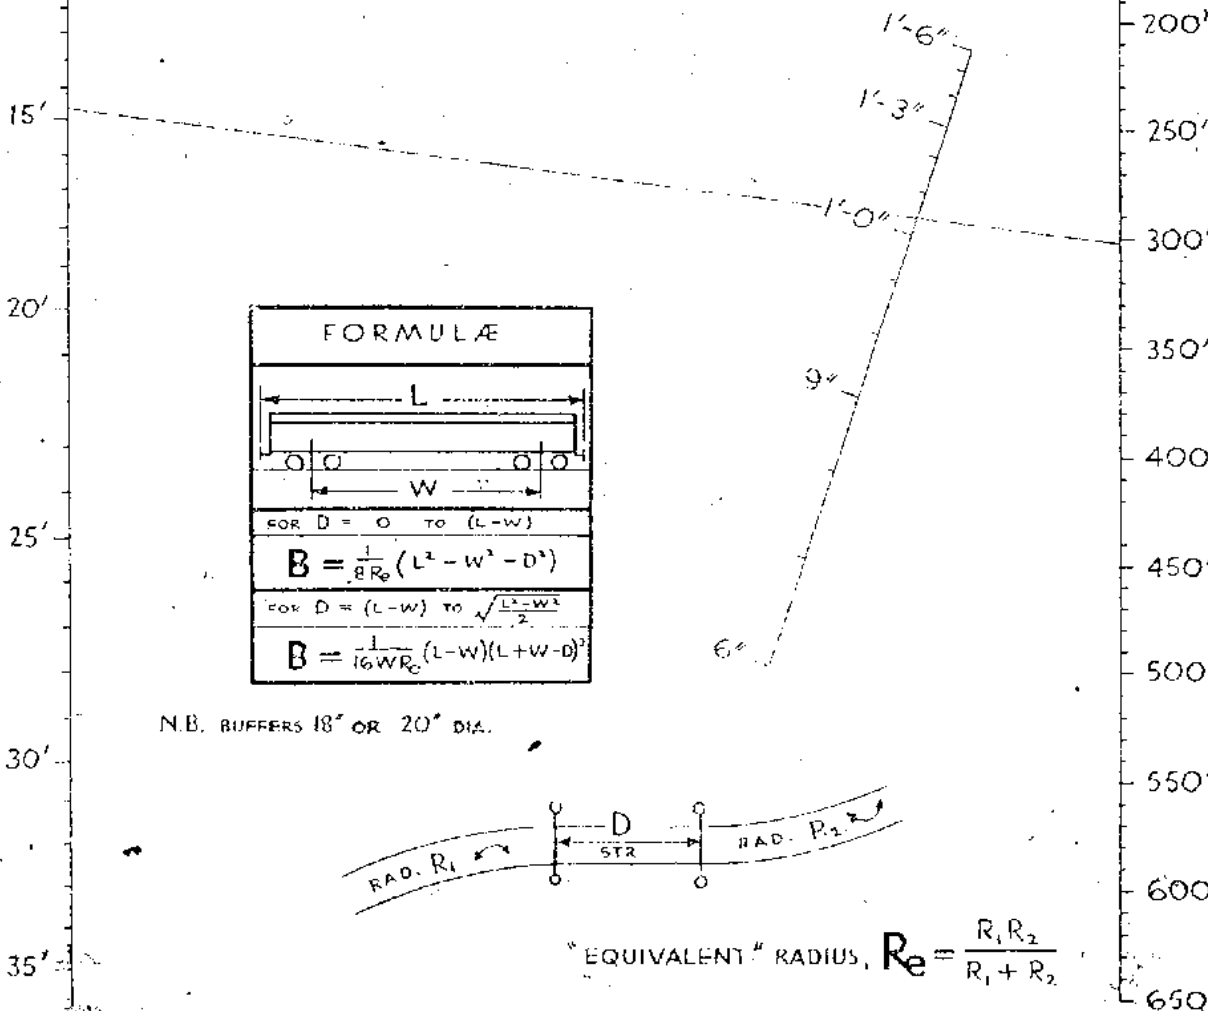 1'-6"
1'-3"
1'-0"
9"
6"
15'
20'
25'
30'
35'
200'
250'
300'
350'
400'
450'
500'
550'
600
650
FORMULÆ
L
W
FOR D = O TO (L-W)
B = 1/8Re (L² - W² - D²)
FOR D = (L-W) TO √(L²-W²/2)
B = 1/16WRe (L-W)(L+W-D)²
N.B. BUFFERS 18" OR 20" DIA.
D
STR
RAD. R₁
RAD. R₂
"EQUIVALENT" RADIUS, Re = R₁R₂/R₁ + R₂